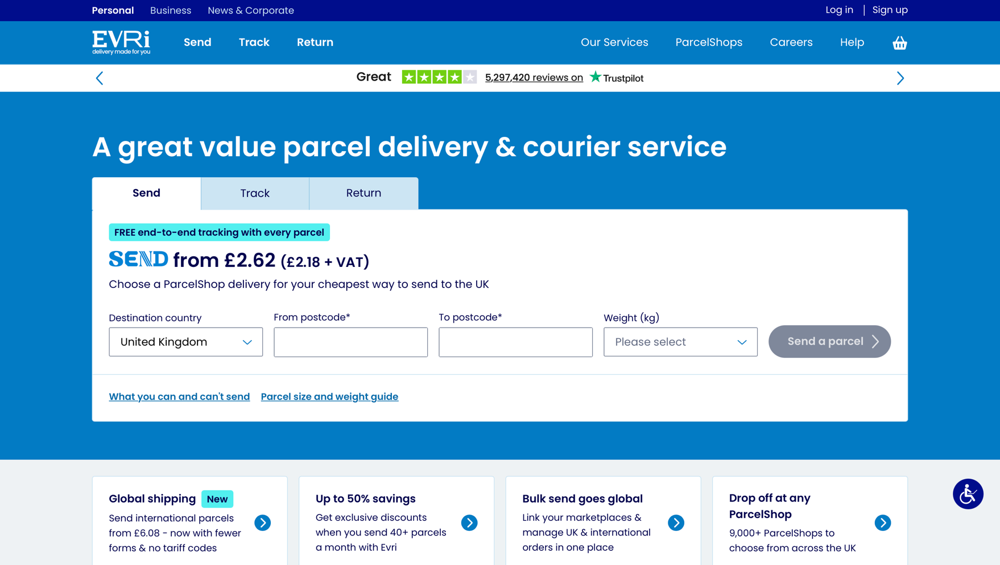 Personal Business News & Corporate Log in Sign up
EVRi
delivery made for you
Send Track Return Our Services ParcelShops Careers Help
Great 5,297,420 reviews on Trustpilot
A great value parcel delivery & courier service
Send Track Return
FREE end-to-end tracking with every parcel
SEND from £2.62 (£2.18 + VAT)
Choose a ParcelShop delivery for your cheapest way to send to the UK
Destination country From postcode* To postcode* Weight (kg)
United Kingdom Please select Send a parcel
What you can and can't send Parcel size and weight guide
Global shipping New
Send international parcels
from £6.08 - now with fewer
forms & no tariff codes
Up to 50% savings
Get exclusive discounts
when you send 40+ parcels
a month with Evri
Bulk send goes global
Link your marketplaces &
manage UK & international
orders in one place
Drop off at any
ParcelShop
9,000+ ParcelShops to
choose from across the UK